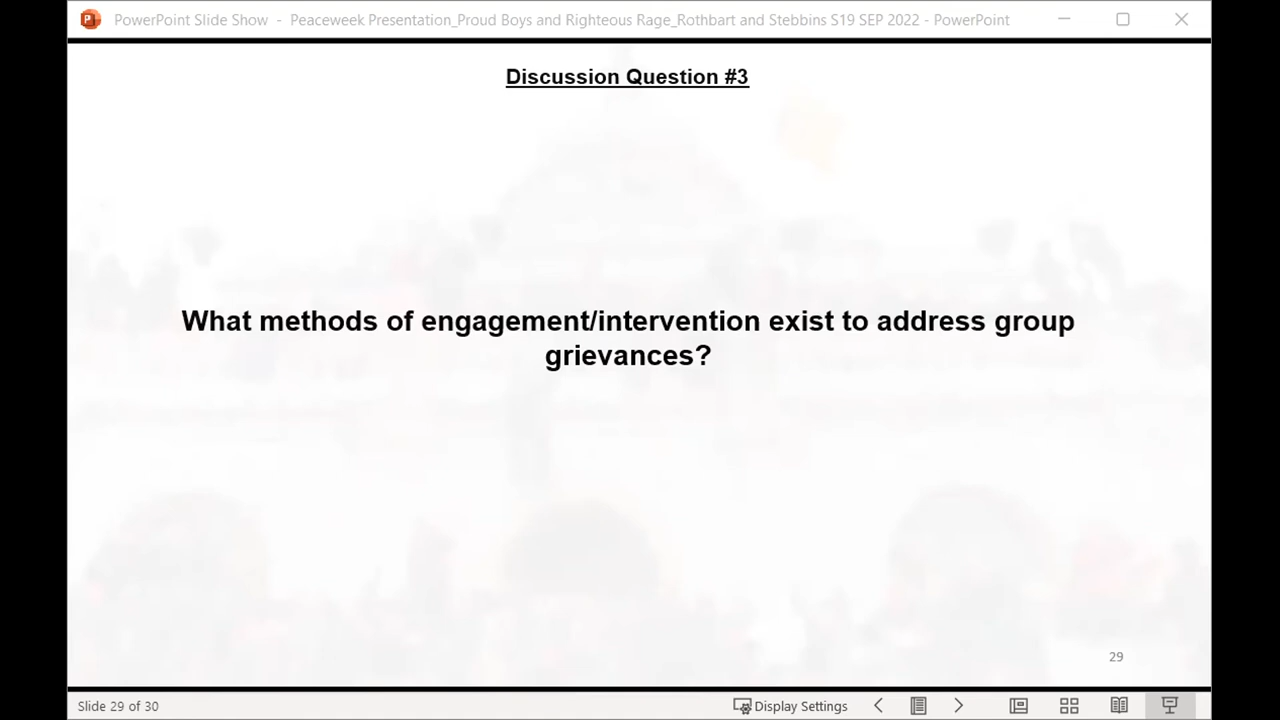 PowerPoint Slide Show - Peaceweek Presentation_Proud Boys and Righteous Rage_Rothbart and Stebbins S19 SEP 2022 - PowerPoint
Discussion Question #3
What methods of engagement/intervention exist to address group
grievances?
29
Slide 29 of 30
Display Settings